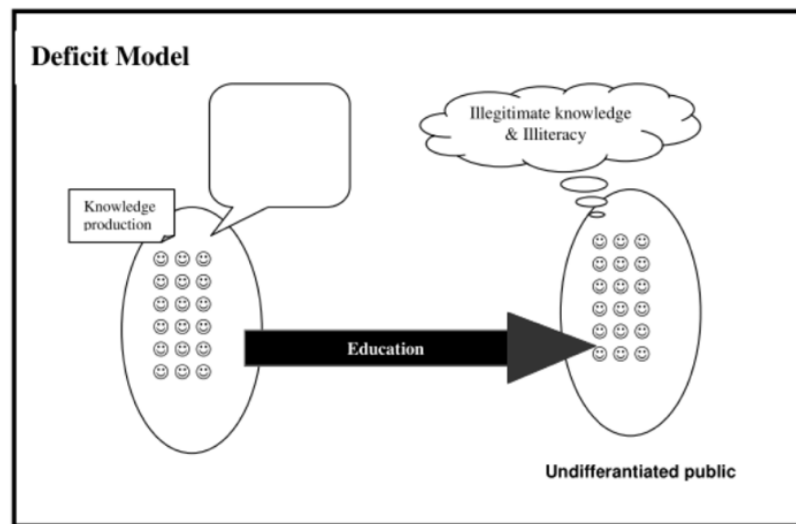 Deficit Model
Illegitimate knowledge
& Illiteracy
Knowledge
production
Education
Undifferantiated public